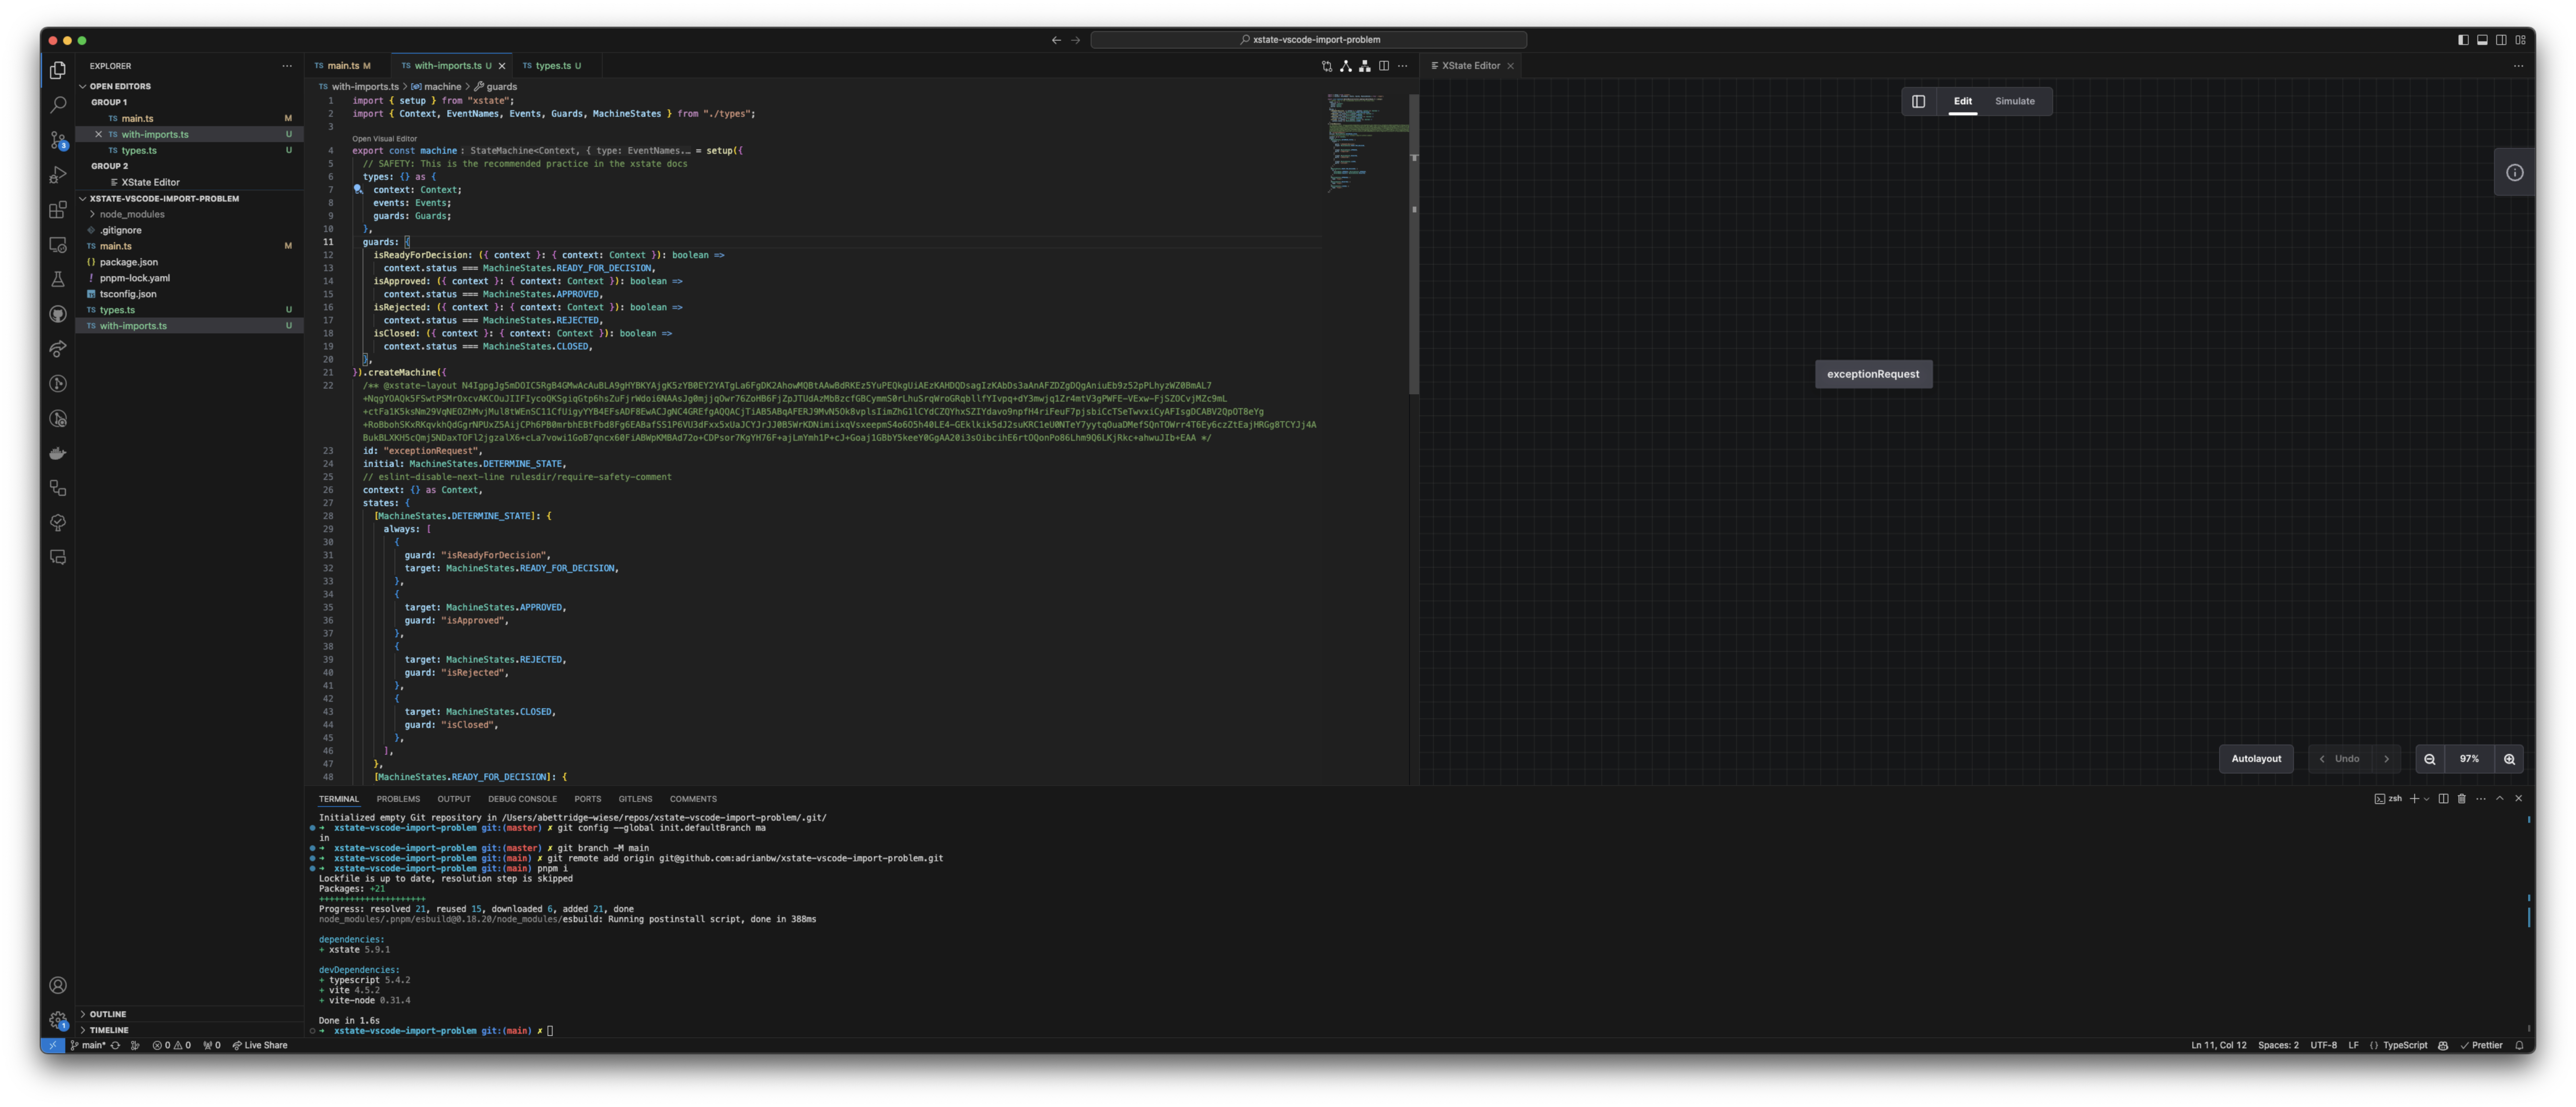 xstate-vscode-import-problem
EXPLORER
OPEN EDITORS
GROUP 1
TS main.ts M
TS with-imports.ts U
TS types.ts U
GROUP 2
XState Editor
XSTATE-VSCODE-IMPORT-PROBLEM
node_modules
.gitignore
TS main.ts M
{} package.json
! pnpm-lock.yaml
tsconfig.json
TS types.ts U
TS with-imports.ts U
OUTLINE
TIMELINE
TS main.ts M
TS with-imports.ts U
TS types.ts U
TS with-imports.ts > machine > guards
1 import { setup } from "xstate";
2 import { Context, EventNames, Events, Guards, MachineStates } from "./types";
3
Open Visual Editor
4 export const machine : StateMachine<Context, { type: EventNames.… = setup({
5 // SAFETY: This is the recommended practice in the xstate docs
6 types: {} as {
7 context: Context;
8 events: Events;
9 guards: Guards;
10 },
11 guards: {
12 isReadyForDecision: ({ context }: { context: Context }): boolean =>
13 context.status === MachineStates.READY_FOR_DECISION,
14 isApproved: ({ context }: { context: Context }): boolean =>
15 context.status === MachineStates.APPROVED,
16 isRejected: ({ context }: { context: Context }): boolean =>
17 context.status === MachineStates.REJECTED,
18 isClosed: ({ context }: { context: Context }): boolean =>
19 context.status === MachineStates.CLOSED,
20 },
21 }).createMachine({
22 /** @xstate-layout
23 id: "exceptionRequest",
24 initial: MachineStates.DETERMINE_STATE,
25 // eslint-disable-next-line rulesdir/require-safety-comment
26 context: {} as Context,
27 states: {
28 [MachineStates.DETERMINE_STATE]: {
29 always: [
30 {
31 guard: "isReadyForDecision",
32 target: MachineStates.READY_FOR_DECISION,
33 },
34 {
35 target: MachineStates.APPROVED,
36 guard: "isApproved",
37 },
38 {
39 target: MachineStates.REJECTED,
40 guard: "isRejected",
41 },
42 {
43 target: MachineStates.CLOSED,
44 guard: "isClosed",
45 },
46 ],
47 },
48 [MachineStates.READY_FOR_DECISION]: {
XState Editor
Edit Simulate
exceptionRequest
Autolayout
Undo
97%
TERMINAL PROBLEMS OUTPUT DEBUG CONSOLE PORTS GITLENS COMMENTS
zsh
Initialized empty Git repository in /Users/abettridge-wiese/repos/xstate-vscode-import-problem/.git/
➜ xstate-vscode-import-problem git:(master) ✗ git config --global init.defaultBranch ma
in
➜ xstate-vscode-import-problem git:(master) ✗ git branch -M main
➜ xstate-vscode-import-problem git:(main) ✗ git remote add origin git@github.com:adrianbw/xstate-vscode-import-problem.git
➜ xstate-vscode-import-problem git:(main) pnpm i
Lockfile is up to date, resolution step is skipped
Packages: +21
+++++++++++++++++++++
Progress: resolved 21, reused 15, downloaded 6, added 21, done
node_modules/.pnpm/esbuild@0.18.20/node_modules/esbuild: Running postinstall script, done in 388ms
dependencies:
+ xstate 5.9.1
devDependencies:
+ typescript 5.4.2
+ vite 4.5.2
+ vite-node 0.31.4
Done in 1.6s
➜ xstate-vscode-import-problem git:(main) ✗
main* 0 0 0 Live Share
Ln 11, Col 12 Spaces: 2 UTF-8 LF {} TypeScript Prettier